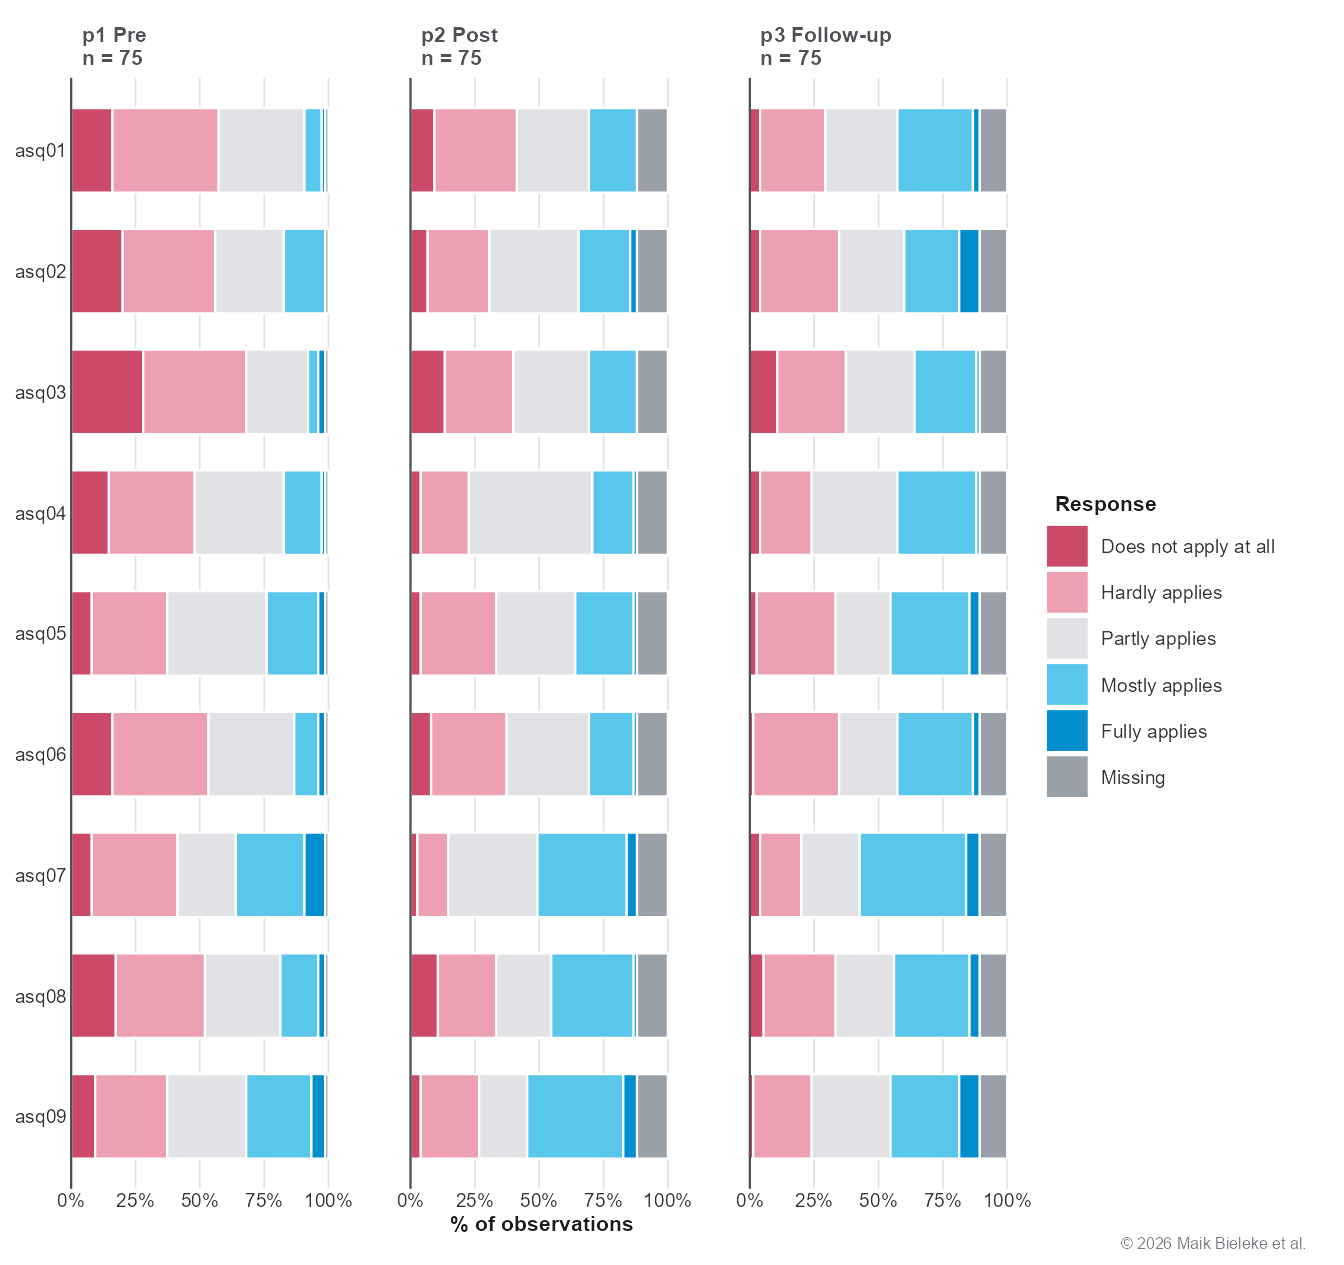 p1 Pre
n = 75
p2 Post
n = 75
p3 Follow-up
n = 75
asq01
asq02
asq03
asq04
asq05
asq06
asq07
asq08
asq09
0% 25% 50% 75% 100%
0% 25% 50% 75% 100%
0% 25% 50% 75% 100%
% of observations
Response
Does not apply at all
Hardly applies
Partly applies
Mostly applies
Fully applies
Missing
© 2026 Maik Bieleke et al.